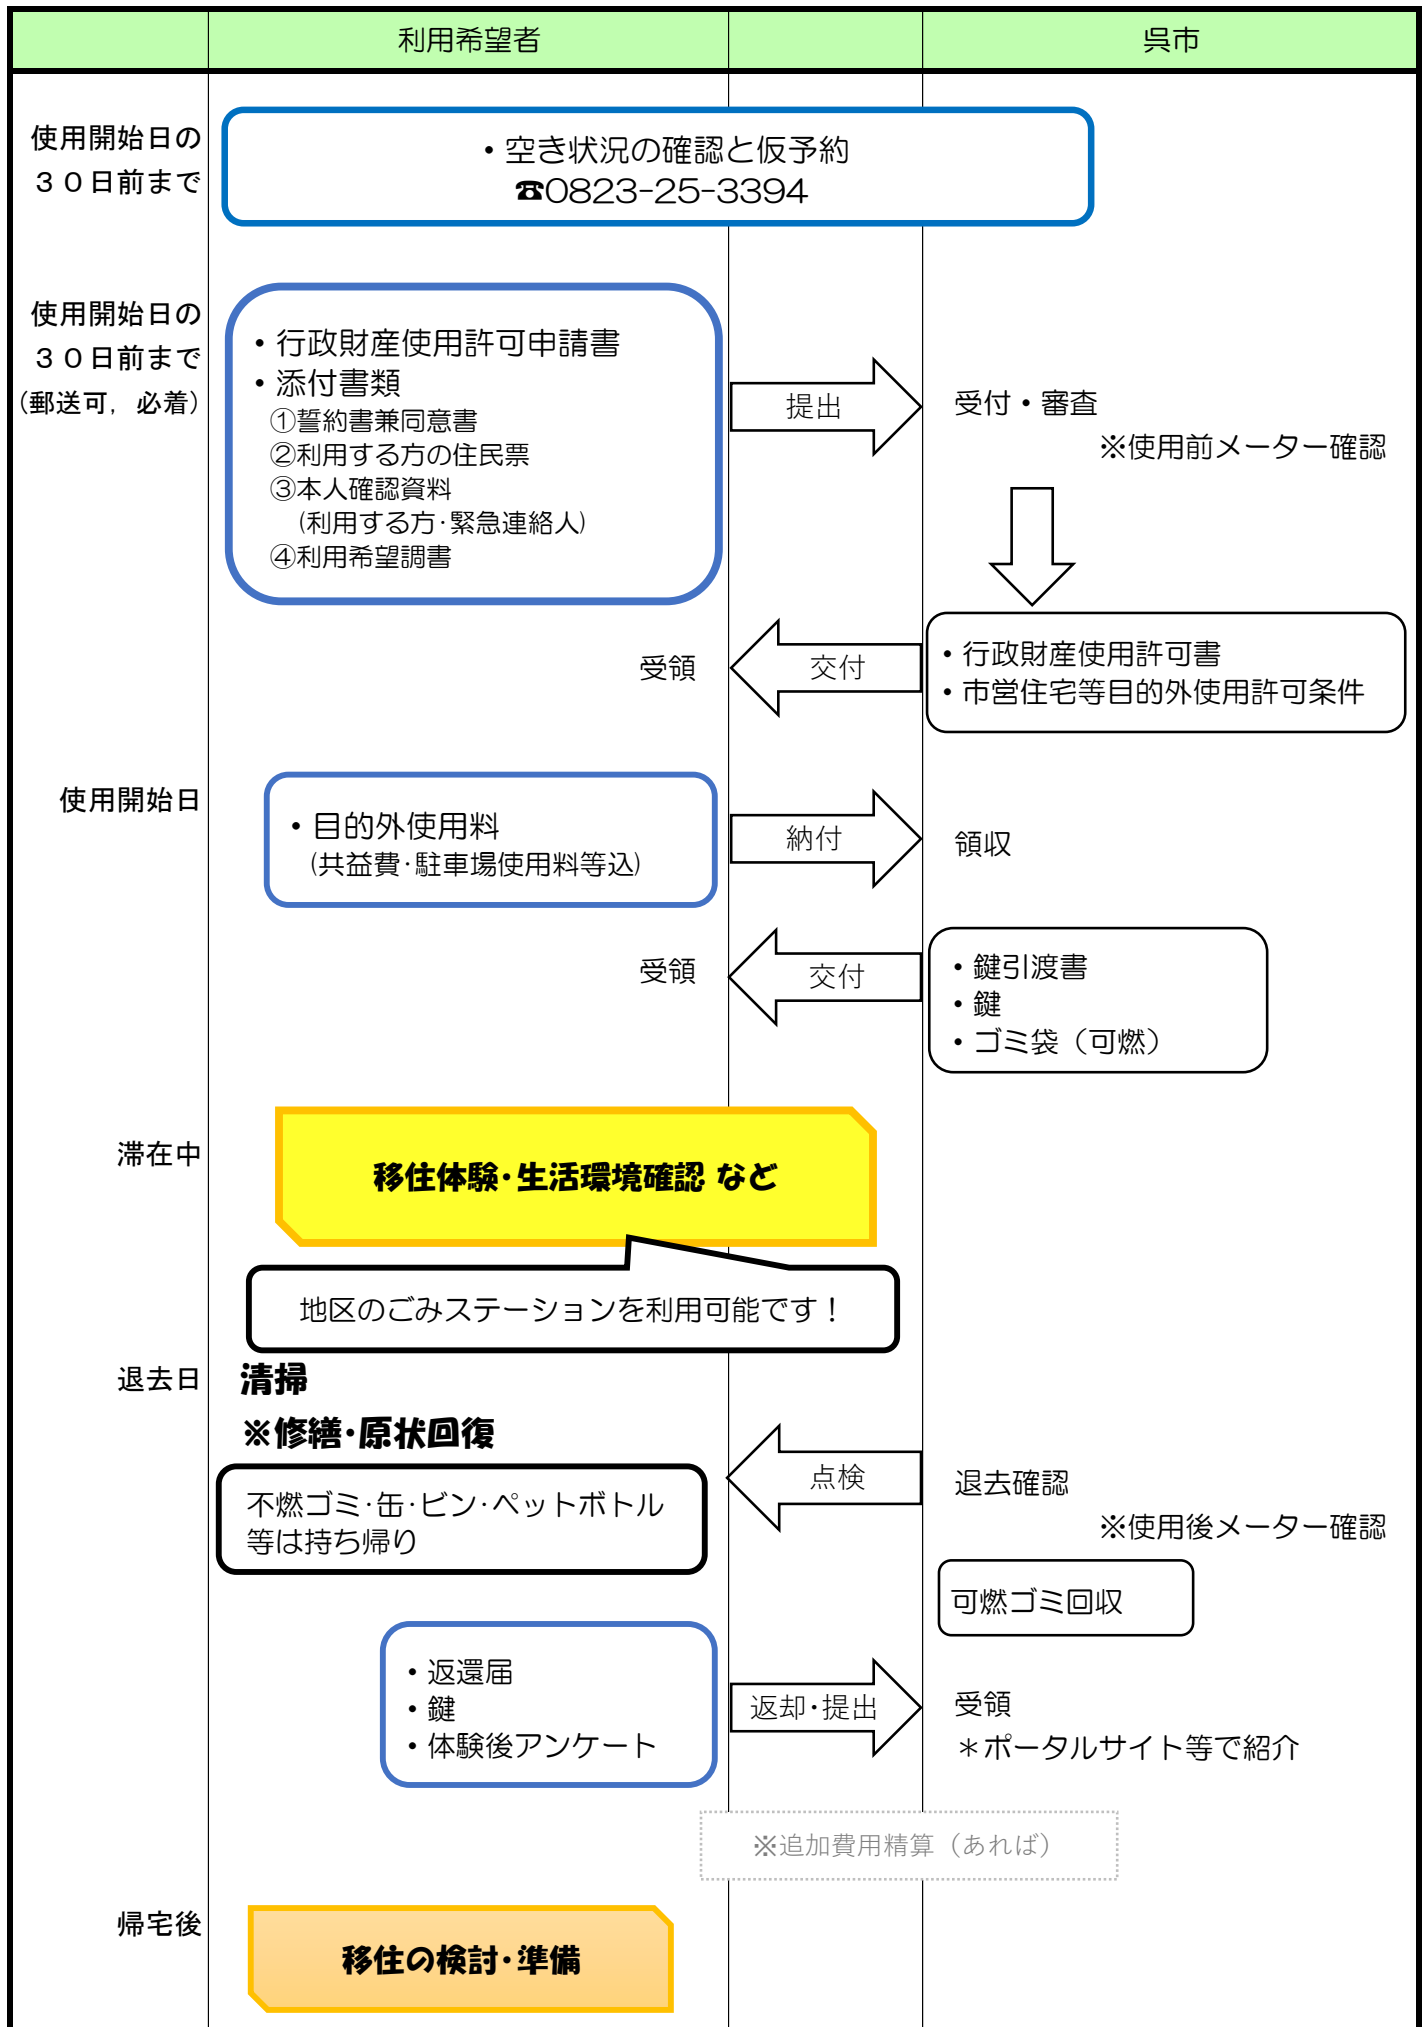 利用希望者
呉市
使用開始日の
３０日前まで
・空き状況の確認と仮予約
☎0823-25-3394
使用開始日の
３０日前まで
(郵送可，必着)
・行政財産使用許可申請書
・添付書類
①誓約書兼同意書
②利用する方の住民票
③本人確認資料
(利用する方・緊急連絡人)
④利用希望調書
提出
受付・審査
※使用前メーター確認
受領
交付
・行政財産使用許可書
・市営住宅等目的外使用許可条件
使用開始日
・目的外使用料
(共益費・駐車場使用料等込)
納付
領収
受領
交付
・鍵引渡書
・鍵
・ゴミ袋（可燃）
滞在中
移住体験・生活環境確認 など
地区のごみステーションを利用可能です！
退去日
清掃
※修繕・原状回復
不燃ゴミ・缶・ビン・ペットボトル
等は持ち帰り
点検
退去確認
※使用後メーター確認
可燃ゴミ回収
・返還届
・鍵
・体験後アンケート
返却・提出
受領
＊ポータルサイト等で紹介
※追加費用精算（あれば）
帰宅後
移住の検討・準備